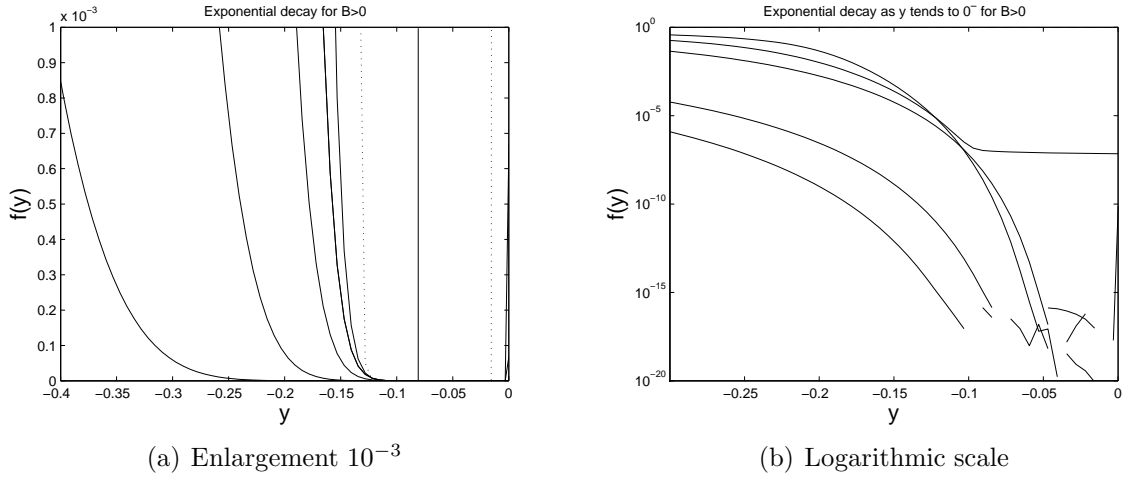 Exponential decay for B>0
x 10⁻³
1
0.9
0.8
0.7
0.6
0.5
0.4
0.3
0.2
0.1
0
f(y)
−0.4 −0.35 −0.3 −0.25 −0.2 −0.15 −0.1 −0.05 0
y
(a) Enlargement 10⁻³
Exponential decay as y tends to 0⁻ for B>0
10⁰
10⁻⁵
10⁻¹⁰
10⁻¹⁵
10⁻²⁰
f(y)
−0.25 −0.2 −0.15 −0.1 −0.05 0
y
(b) Logarithmic scale